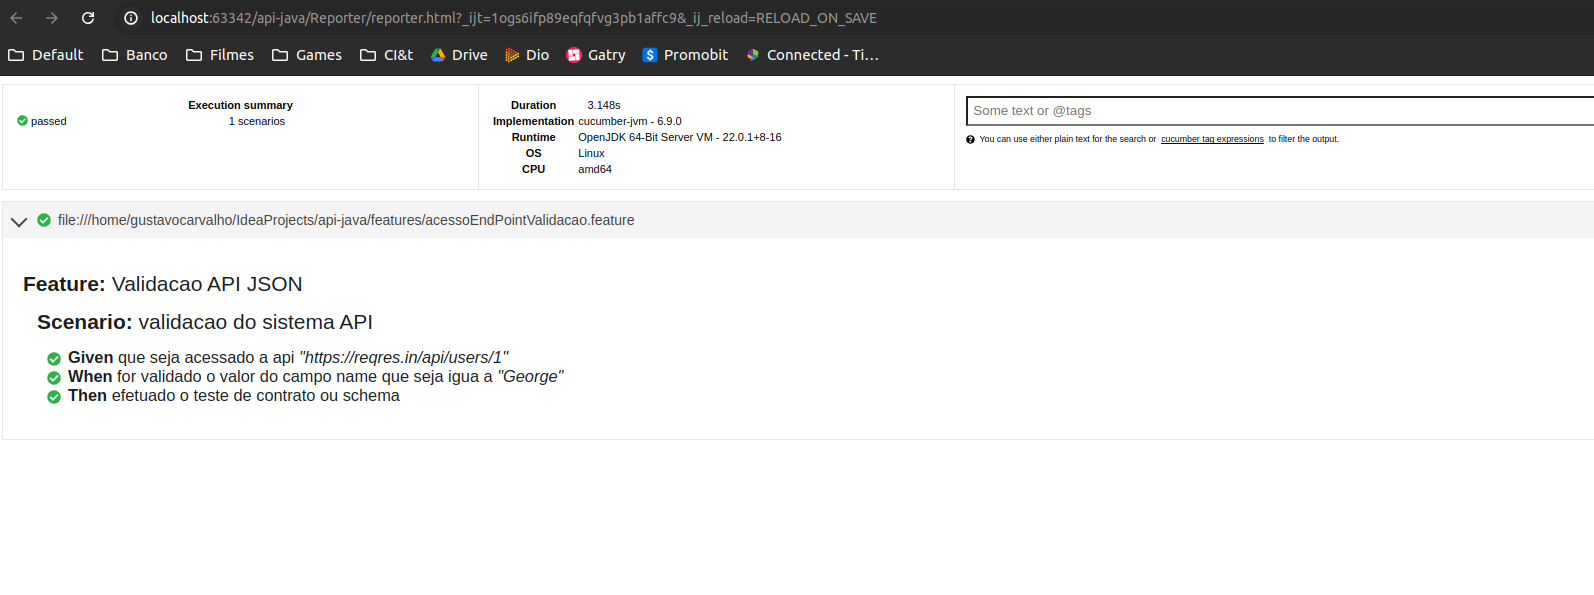 localhost:63342/api-java/Reporter/reporter.html?_ijt=1ogs6ifp89eqfqfvg3pb1affc9&_ij_reload=RELOAD_ON_SAVE
Default Banco Filmes Games CI&t Drive Dio Gatry Promobit Connected - Ti…
Execution summary
passed 1 scenarios
Duration 3.148s
Implementation cucumber-jvm - 6.9.0
Runtime OpenJDK 64-Bit Server VM - 22.0.1+8-16
OS Linux
CPU amd64
Some text or @tags
You can use either plain text for the search or cucumber tag expressions to filter the output.
file:///home/gustavocarvalho/IdeaProjects/api-java/features/acessoEndPointValidacao.feature
Feature: Validacao API JSON
Scenario: validacao do sistema API
Given que seja acessado a api "https://reqres.in/api/users/1"
When for validado o valor do campo name que seja igua a "George"
Then efetuado o teste de contrato ou schema